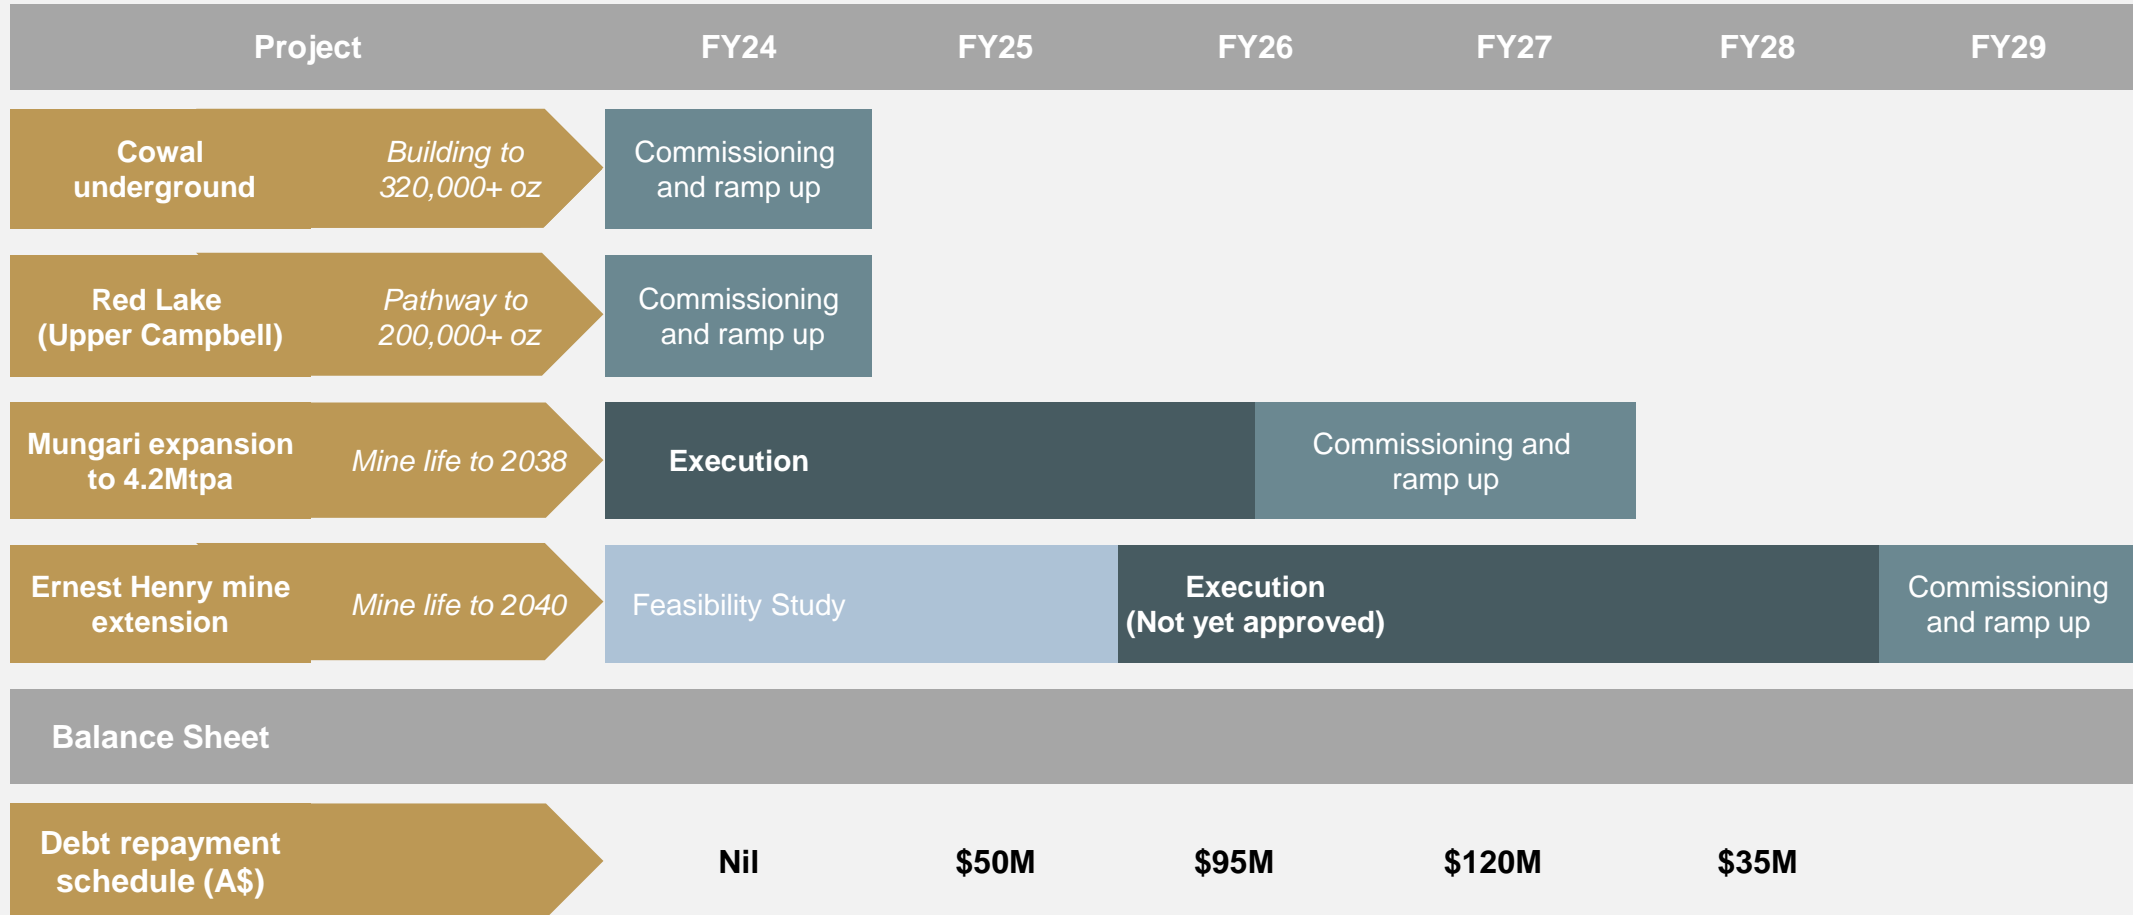 Project FY24 FY25 FY26 FY27 FY28 FY29
Cowal
underground
Building to
320,000+ oz
Commissioning
and ramp up
Red Lake
(Upper Campbell)
Pathway to
200,000+ oz
Commissioning
and ramp up
Mungari expansion
to 4.2Mtpa
Mine life to 2038
Execution
Commissioning and
ramp up
Ernest Henry mine
extension
Mine life to 2040
Feasibility Study
Execution
(Not yet approved)
Commissioning
and ramp up
Balance Sheet
Debt repayment
schedule (A$)
Nil $50M $95M $120M $35M